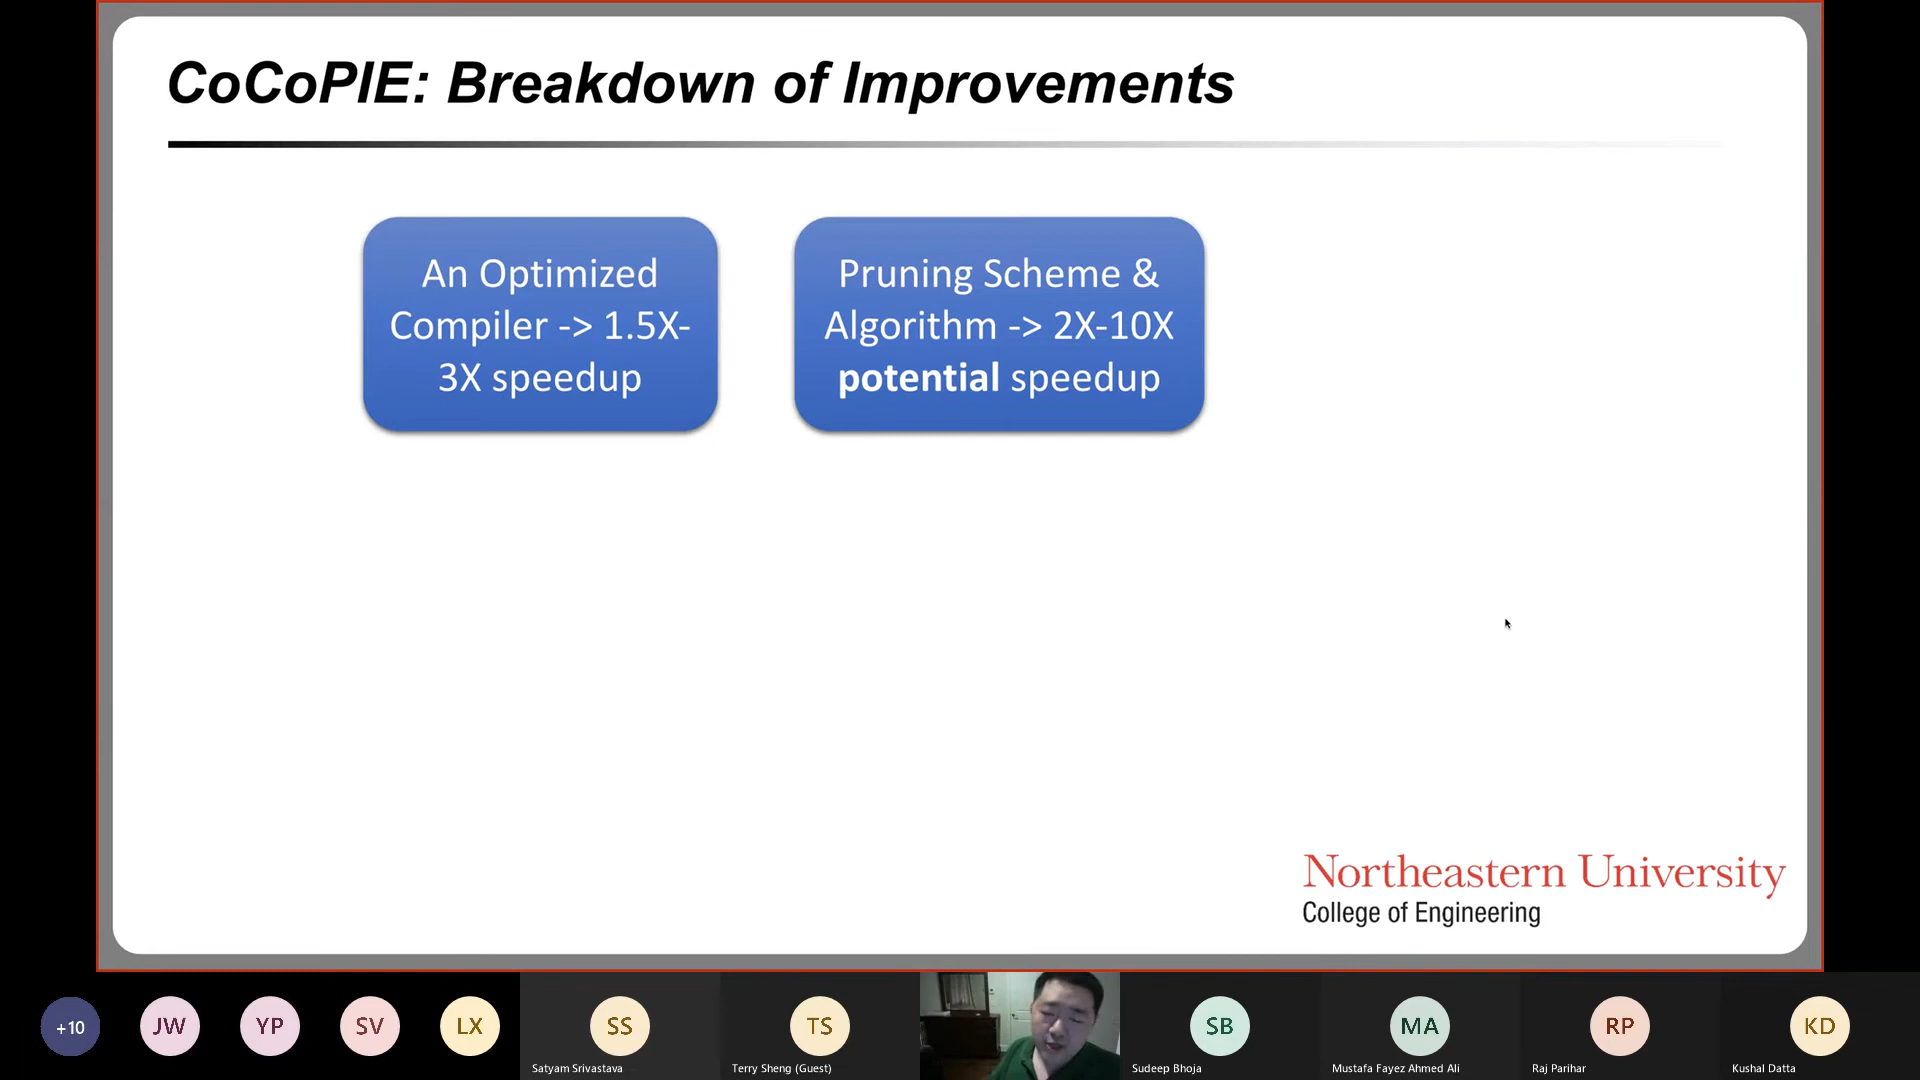 CoCoPIE: Breakdown of Improvements
An Optimized
Compiler -> 1.5X-
3X speedup
Pruning Scheme &
Algorithm -> 2X-10X
potential speedup
Northeastern University
College of Engineering
+10
JW
YP
SV
LX
SS
TS
SB
MA
RP
KD
Satyam Srivastava
Terry Sheng (Guest)
Sudeep Bhoja
Mustafa Fayez Ahmed Ali
Raj Parihar
Kushal Datta